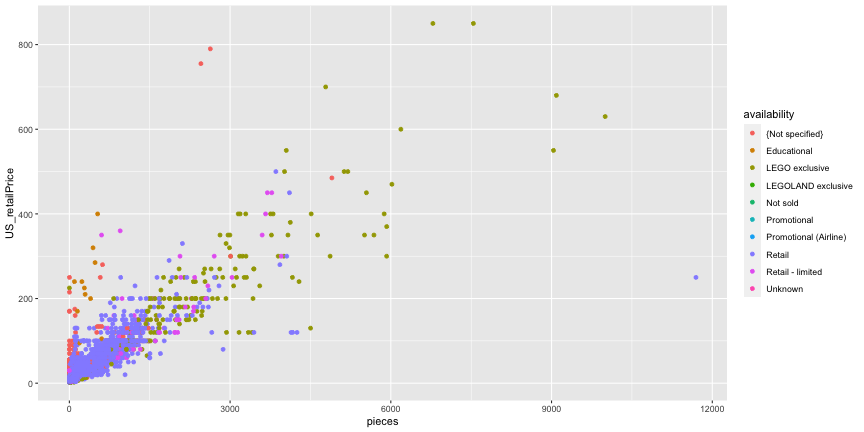 800
600
400
200
0
US_retailPrice
0
3000
6000
9000
12000
pieces
availability
{Not specified}
Educational
LEGO exclusive
LEGOLAND exclusive
Not sold
Promotional
Promotional (Airline)
Retail
Retail - limited
Unknown